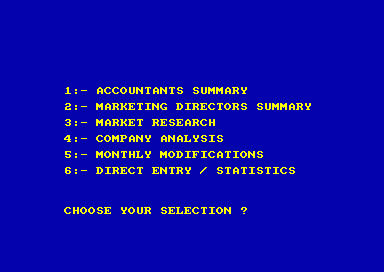 1:- ACCOUNTANTS SUMMARY
2:- MARKETING DIRECTORS SUMMARY
3:- MARKET RESEARCH
4:- COMPANY ANALYSIS
5:- MONTHLY MODIFICATIONS
6:- DIRECT ENTRY / STATISTICS
CHOOSE YOUR SELECTION ?